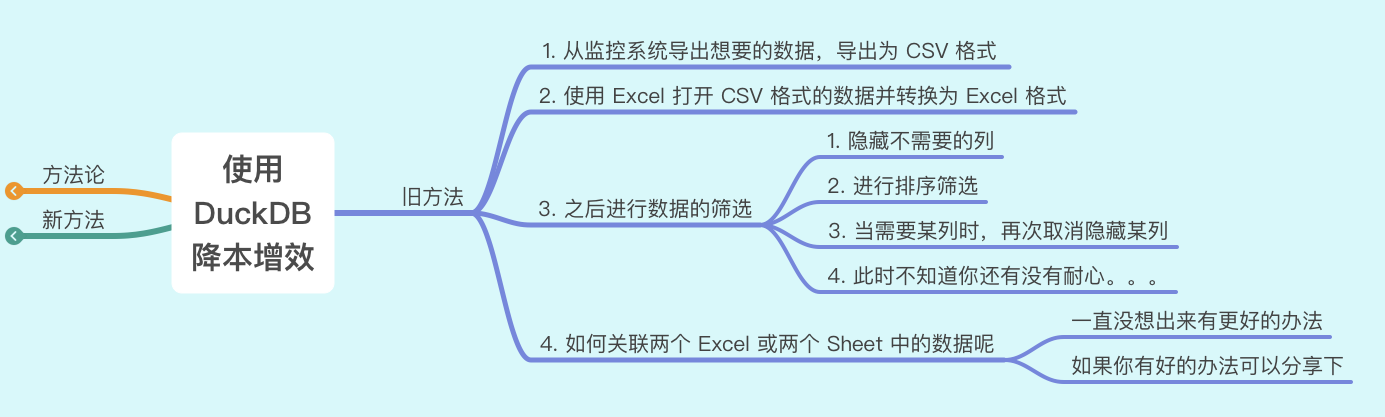 方法论
新方法
使用
DuckDB
降本增效
旧方法
1. 从监控系统导出想要的数据，导出为 CSV 格式
2. 使用 Excel 打开 CSV 格式的数据并转换为 Excel 格式
3. 之后进行数据的筛选
1. 隐藏不需要的列
2. 进行排序筛选
3. 当需要某列时，再次取消隐藏某列
4. 此时不知道你还有没有耐心。。。
4. 如何关联两个 Excel 或两个 Sheet 中的数据呢
一直没想出来有更好的办法
如果你有好的办法可以分享下